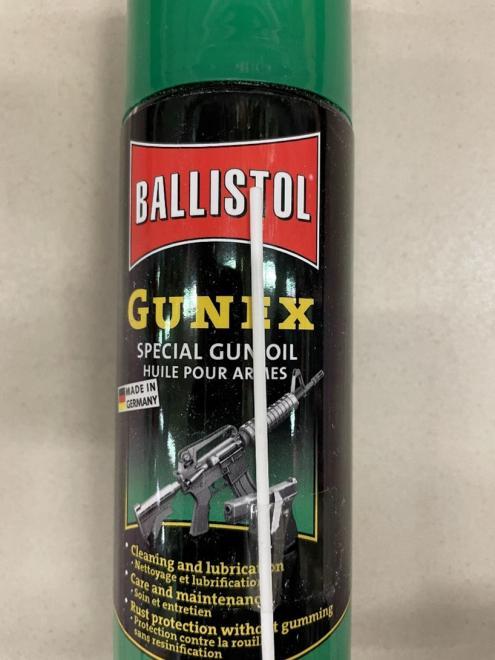 BALLISTOL
GUNEX
SPECIAL GUN OIL
HUILE POUR ARMES
MADE IN
GERMANY
• Cleaning and lubrication
- Nettoyage et lubrification
• Care and maintenance
- Soin et entretien
• Rust protection without gumming
- Protection contre la rouille
sans resinification